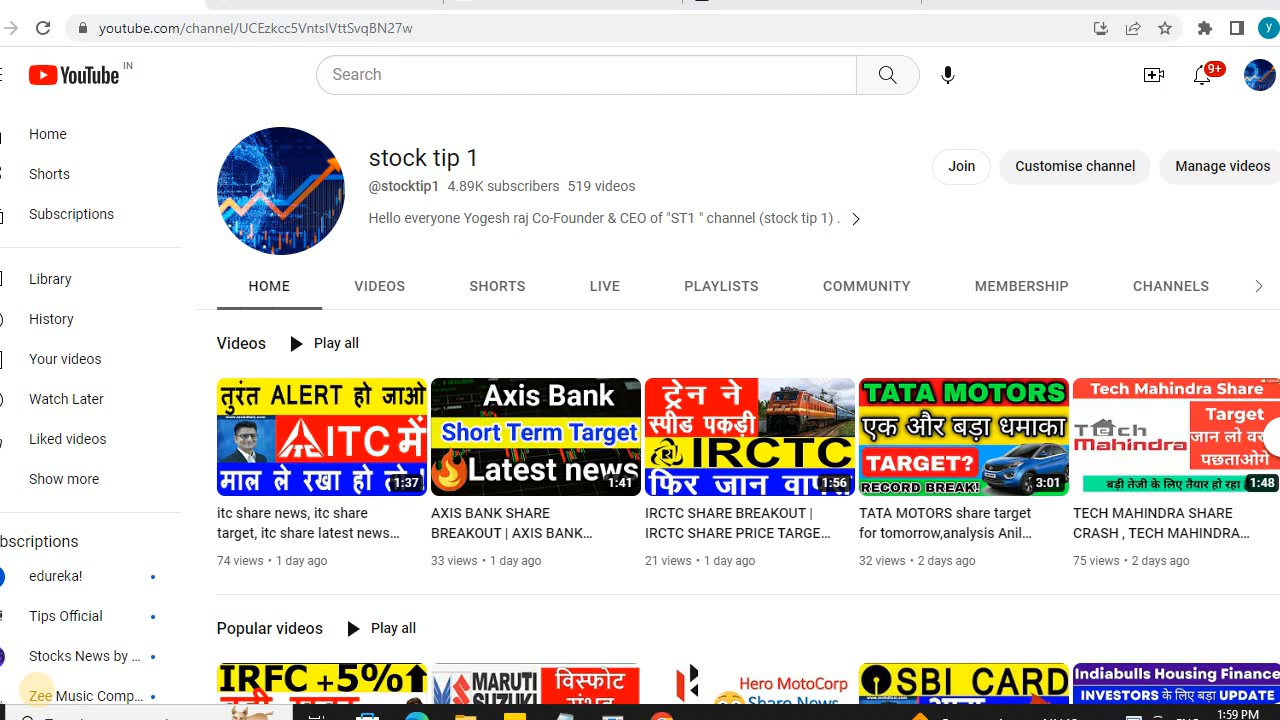 youtube.com/channel/UCEzkcc5VntsIVttSvqBN27w
y
YouTube IN
Search
9+
Home
Shorts
Subscriptions
Library
History
Your videos
Watch Later
Liked videos
Show more
edureka!
Tips Official
Stocks News by ...
Zee Music Comp...
stock tip 1
@stocktip1 4.89K subscribers 519 videos
Hello everyone Yogesh raj Co-Founder & CEO of "ST1 " channel (stock tip 1) .
Join
Customise channel
Manage videos
HOME VIDEOS SHORTS LIVE PLAYLISTS COMMUNITY MEMBERSHIP CHANNELS
Videos Play all
तुरंत ALERT हो जाओ
ITC में
माल ले रखा हो तो
1:37
itc share news, itc share
target, itc share latest news...
74 views • 1 day ago
Axis Bank
Short Term Target
Latest news
1:41
AXIS BANK SHARE
BREAKOUT | AXIS BANK...
33 views • 1 day ago
ट्रेन ने
स्पीड पकड़ी
IRCTC
फिर जान
1:56
IRCTC SHARE BREAKOUT |
IRCTC SHARE PRICE TARGE...
21 views • 1 day ago
TATA MOTORS
एक और बड़ा धमाका
TARGET?
RECORD BREAK!
3:01
TATA MOTORS share target
for tomorrow,analysis Anil...
32 views • 2 days ago
Tech Mahindra Share
Tech
Mahindra
Target
जान लो
पछताओगे
बड़ी तेजी के लिए तैयार हो रहा
1:48
TECH MAHINDRA SHARE
CRASH , TECH MAHINDRA...
75 views • 2 days ago
Popular videos Play all
IRFC +5%
MARUTI
SUZUKI
विस्फोट
Hero MotoCorp
Share News
SBI CARD
Indiabulls Housing Finance
INVESTORS के लिए बड़ा UPDATE
1:59 PM